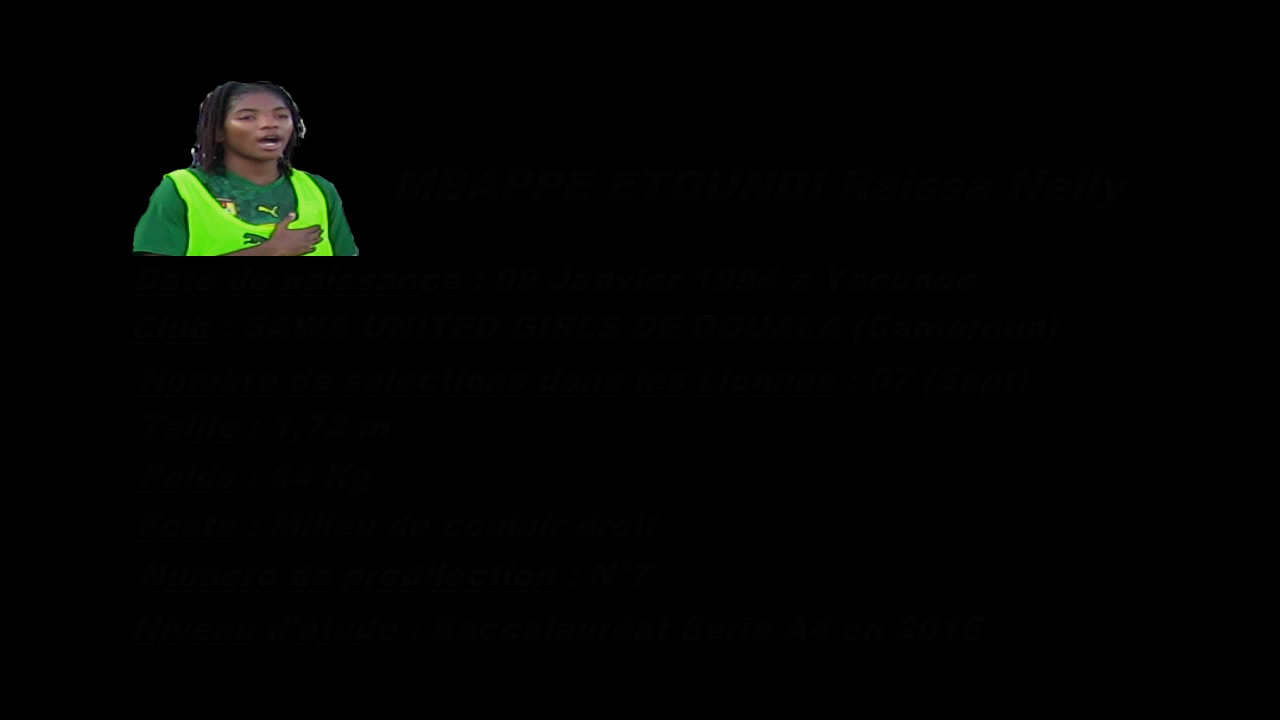 MBAPPE ETOUNDI Raissa Nelly
Date de naissance : 09 Janvier 1994 à Yaoundé
Club : SAWA UNITED GIRLS DE DOUALA (Cameroun)
Nombre de sélections dans les Lionnes : 07 (Sept)
Taille : 1,72 m
Poids : 64 Kg
Poste : Milieu de couloir droit
Numéro de prédilection : N°7
Niveau d'étude : Baccalauréat Série A4 en 2016